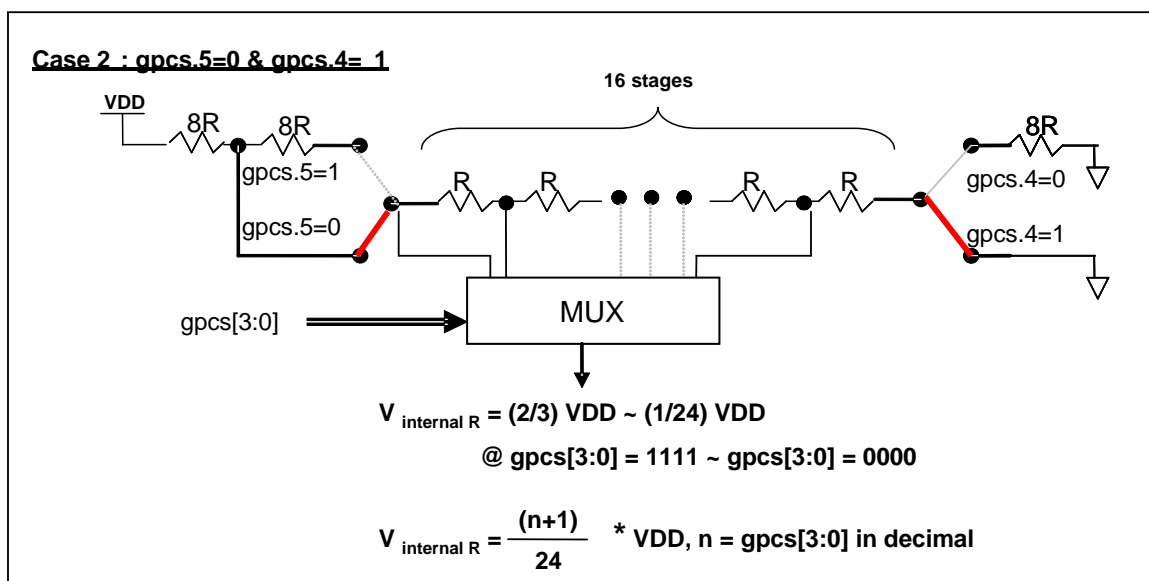 Case 2 : gpcs.5=0 & gpcs.4= 1
16 stages
VDD
8R 8R 8R
gpcs.5=1
R R R R
gpcs.4=0
gpcs.5=0
gpcs.4=1
MUX
gpcs[3:0]
V internal R = (2/3) VDD ~ (1/24) VDD
@ gpcs[3:0] = 1111 ~ gpcs[3:0] = 0000
V internal R = (n+1) / 24 * VDD, n = gpcs[3:0] in decimal